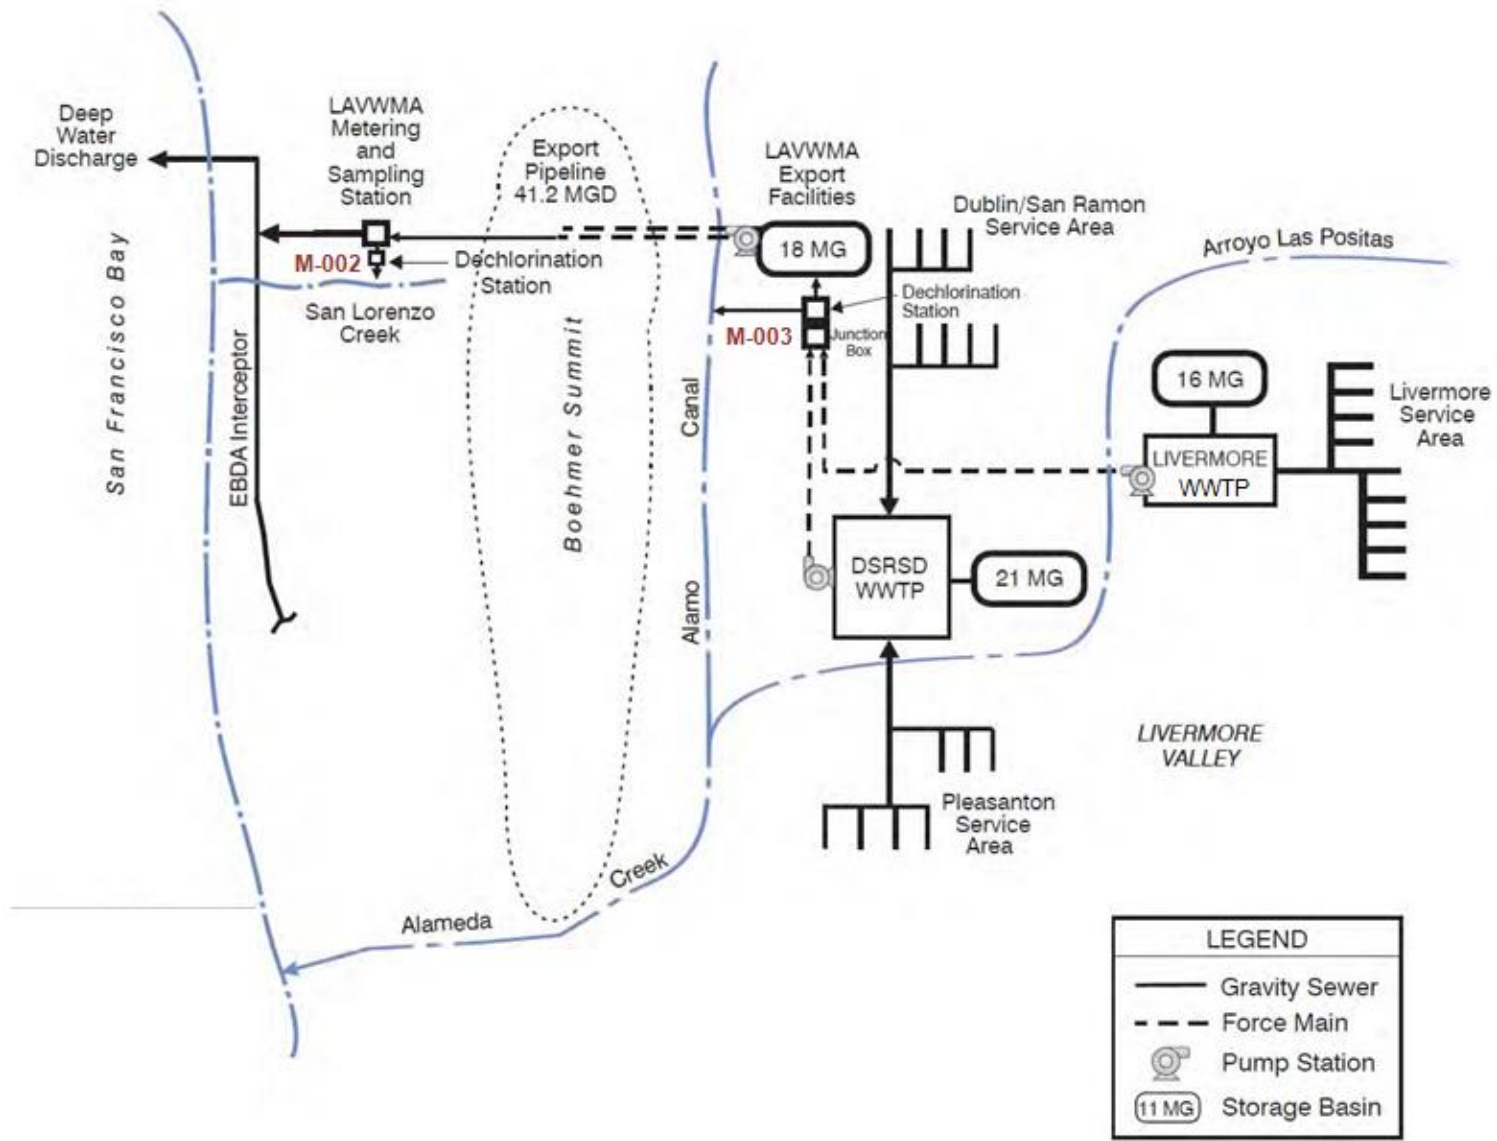 Deep
Water
Discharge
LAVWMA
Metering
and
Sampling
Station
Export
Pipeline
41.2 MGD
LAVWMA
Export
Facilities
18 MG
Dublin/San Ramon
Service Area
Arroyo Las Positas
M-002
Dechlorination
Station
San Lorenzo
Creek
Dechlorination
Station
M-003
Junction
Box
San Francisco Bay
EBDA Interceptor
Boehmer Summit
Alamo Canal
16 MG
Livermore
Service
Area
LIVERMORE
WWTP
DSRSD
WWTP
21 MG
LIVERMORE
VALLEY
Pleasanton
Service
Area
Alameda Creek
LEGEND
Gravity Sewer
Force Main
Pump Station
11 MG Storage Basin